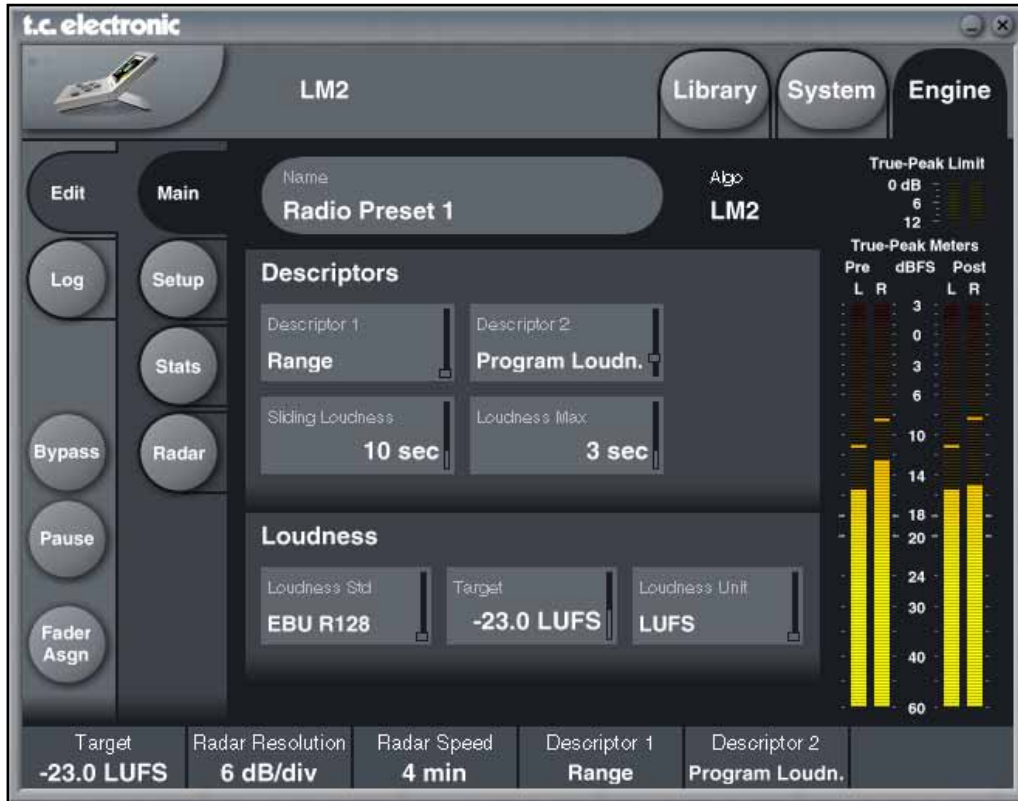 t.c. electronic
LM2
Library
System
Engine
Edit
Log
Bypass
Pause
Fader
Asgn
Main
Setup
Stats
Radar
Name
Radio Preset 1
Algo
LM2
Descriptors
Descriptor 1
Range
Descriptor 2
Program Loudn.
Sliding Loudness
10 sec
Loudness Max
3 sec
Loudness
Loudness Std
EBU R128
Target
-23.0 LUFS
Loudness Unit
LUFS
True-Peak Limit
0 dB
6
12
True-Peak Meters
Pre dBFS Post
L R L R
3
0
3
6
10
14
18
20
24
30
40
60
Target
-23.0 LUFS
Radar Resolution
6 dB/div
Radar Speed
4 min
Descriptor 1
Range
Descriptor 2
Program Loudn.